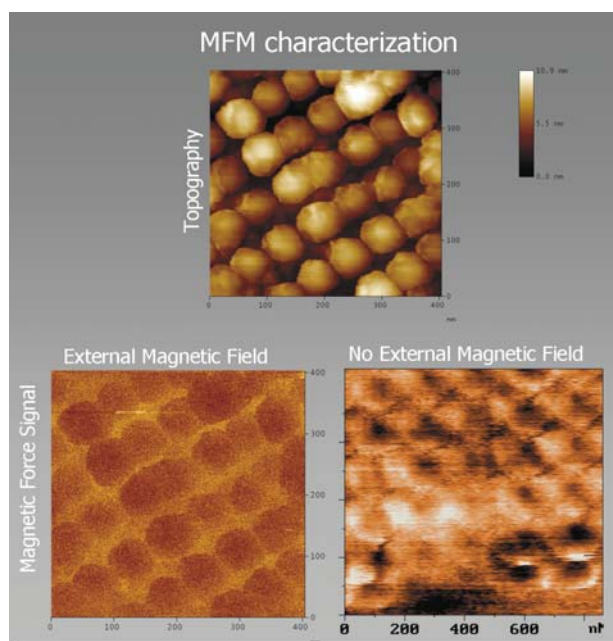 MFM characterization
Topography
400
300
200
100
0
0 100 200 300 400
nm
10.9 nm
5.5 nm
0.0 nm
External Magnetic Field
No External Magnetic Field
Magnetic Force Signal
400
300
200
100
0
0 100 200 300 400
0 200 400 600